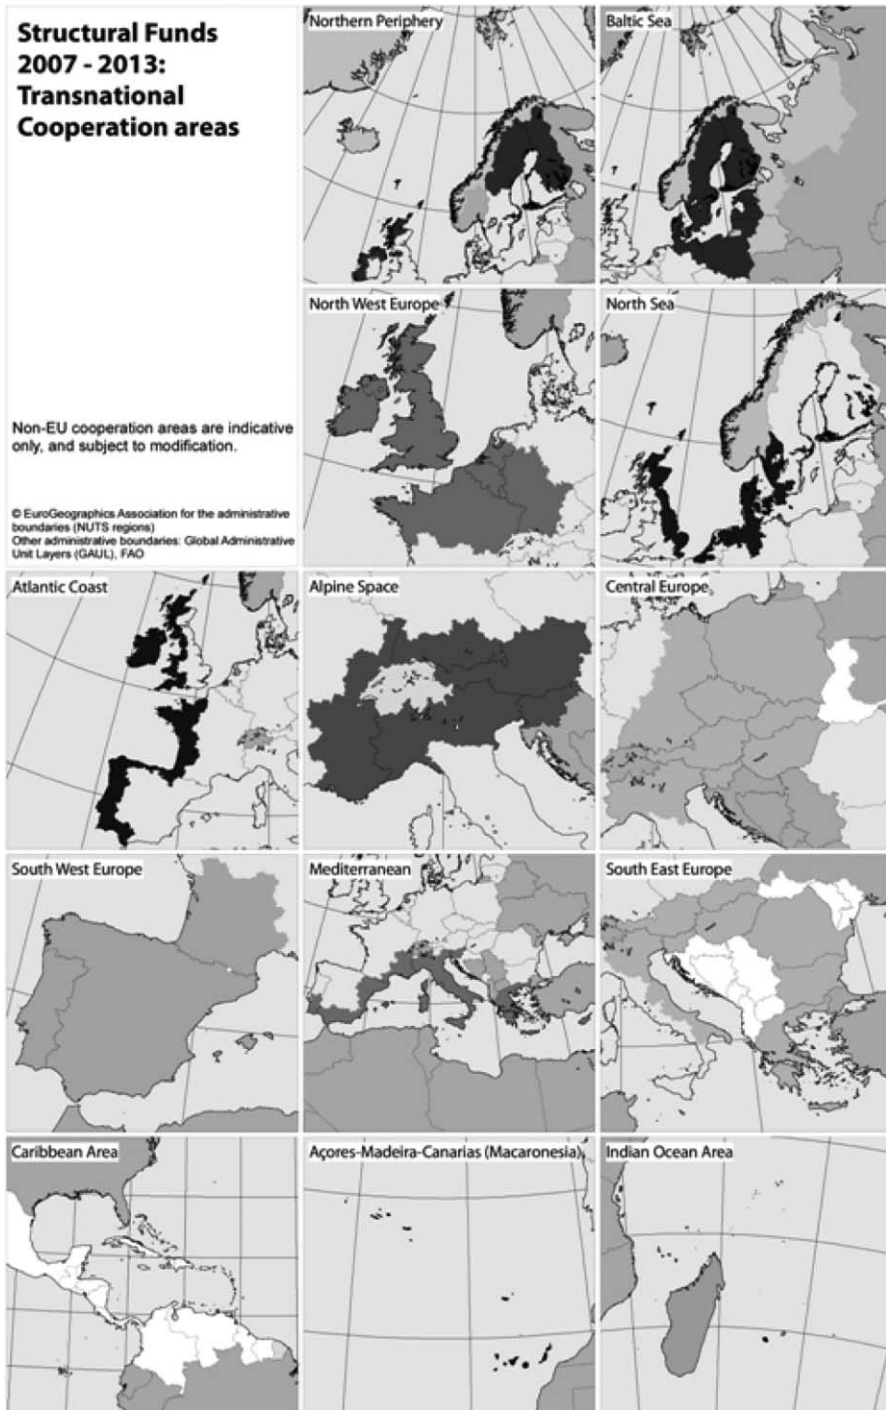 Structural Funds
2007 - 2013:
Transnational
Cooperation areas
Non-EU cooperation areas are indicative
only, and subject to modification.
© EuroGeographics Association for the administrative
boundaries (NUTS regions)
Other administrative boundaries: Global Administrative
Unit Layers (GAUL), FAO
Northern Periphery
Baltic Sea
North West Europe
North Sea
Atlantic Coast
Alpine Space
Central Europe
South West Europe
Mediterranean
South East Europe
Caribbean Area
Açores-Madeira-Canarias (Macaronesia)
Indian Ocean Area